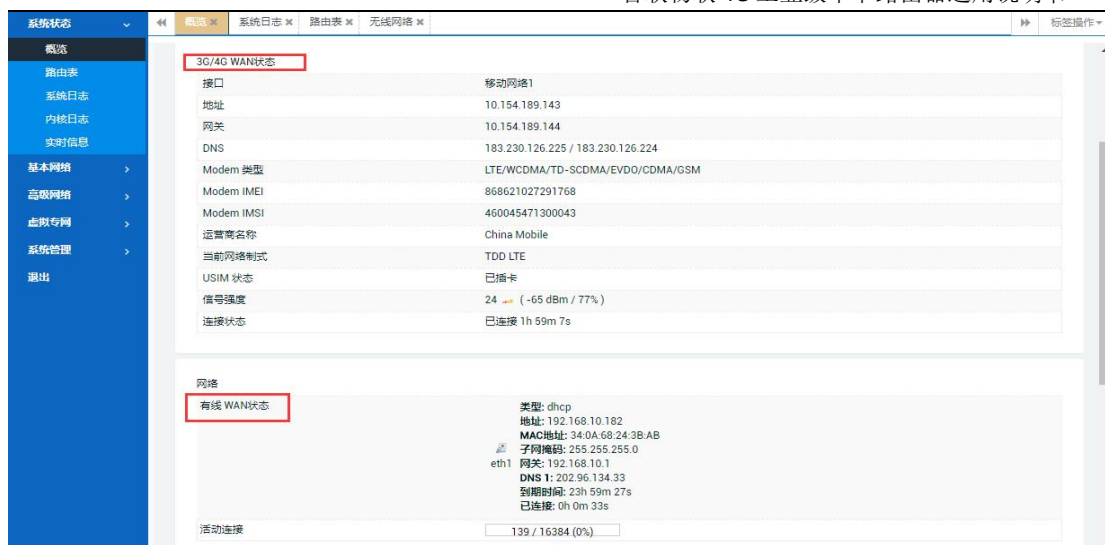 系统状态
概览 系统日志 路由表 无线网络 标签操作
概览
路由表
系统日志
内核日志
实时信息
基本网络
高级网络
虚拟专网
系统管理
退出
3G/4G WAN状态
接口 移动网络1
地址 10.154.189.143
网关 10.154.189.144
DNS 183.230.126.225 / 183.230.126.224
Modem 类型 LTE/WCDMA/TD-SCDMA/EVDO/CDMA/GSM
Modem IMEI 868621027291768
Modem IMSI 460045471300043
运营商名称 China Mobile
当前网络制式 TDD LTE
USIM 状态 已插卡
信号强度 24 ( -65 dBm / 77% )
连接状态 已连接 1h 59m 7s
网络
有线 WAN状态
类型: dhcp
地址: 192.168.10.182
MAC地址: 34:0A:68:24:3B:AB
子网掩码: 255.255.255.0
eth1 网关: 192.168.10.1
DNS 1: 202.96.134.33
到期时间: 23h 59m 27s
已连接: 0h 0m 33s
活动连接 139 / 16384 (0%)